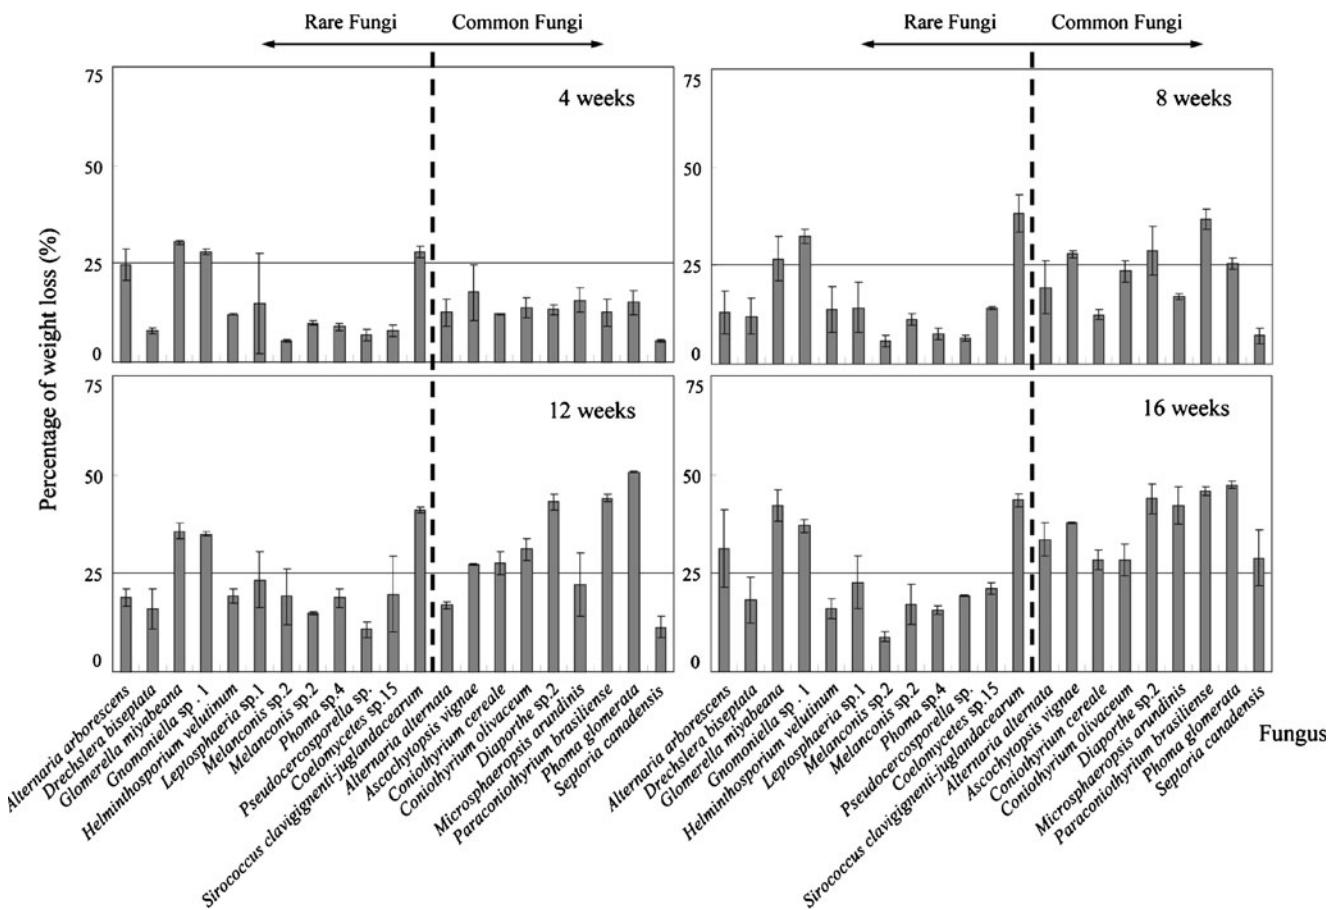 Rare Fungi Common Fungi Rare Fungi Common Fungi
75 4 weeks 75 8 weeks
50 50
25 25
0 0
75 12 weeks 75 16 weeks
50 50
25 25
0 0
Percentage of weight loss (%)
Alternaria arborescens
Drechslera biseptata
Glomerella miyabeana
Gnomoniella sp. 1
Helminthosporium velutinum
Leptosphaeria sp.1
Melanconis sp.2
Melanconis sp.2
Phoma sp.4
Pseudocercosporella sp.
Coelomycetes sp.15
Sirococcus clavigignenti-juglandacearum
Alternaria alternata
Ascochytopsis vignae
Coniothyrium cereale
Coniothyrium olivaceum
Diaporthe sp.2
Microsphaeropsis arundinis
Paraconiothyrium brasiliense
Phoma glomerata
Septoria canadensis
Alternaria arborescens
Drechslera biseptata
Glomerella miyabeana
Gnomoniella sp. 1
Helminthosporium velutinum
Leptosphaeria sp.1
Melanconis sp.2
Melanconis sp.2
Phoma sp.4
Pseudocercosporella sp.
Coelomycetes sp.15
Sirococcus clavigignenti-juglandacearum
Alternaria alternata
Ascochytopsis vignae
Coniothyrium cereale
Coniothyrium olivaceum
Diaporthe sp.2
Microsphaeropsis arundinis
Paraconiothyrium brasiliense
Phoma glomerata
Septoria canadensis
Fungus